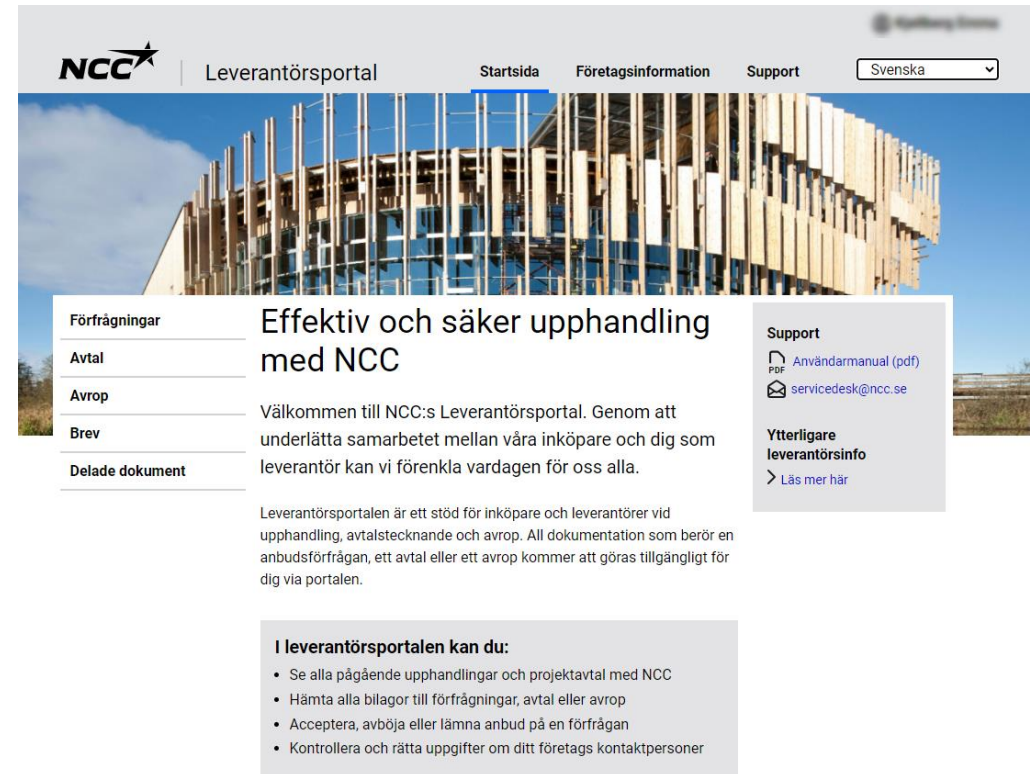 NCC
Leverantörsportal
Startsida
Företagsinformation
Support
Svenska
Förfrågningar
Avtal
Avrop
Brev
Delade dokument
Effektiv och säker upphandling
med NCC
Välkommen till NCC:s Leverantörsportal. Genom att
underlätta samarbetet mellan våra inköpare och dig som
leverantör kan vi förenkla vardagen för oss alla.
Leverantörsportalen är ett stöd för inköpare och leverantörer vid
upphandling, avtalstecknande och avrop. All dokumentation som berör en
anbudsförfrågan, ett avtal eller ett avrop kommer att göras tillgängligt för
dig via portalen.
I leverantörsportalen kan du:
• Se alla pågående upphandlingar och projektavtal med NCC
• Hämta alla bilagor till förfrågningar, avtal eller avrop
• Acceptera, avböja eller lämna anbud på en förfrågan
• Kontrollera och rätta uppgifter om ditt företags kontaktpersoner
Support
PDF
Användarmanual (pdf)
servicedesk@ncc.se
Ytterligare
leverantörsinfo
Läs mer här